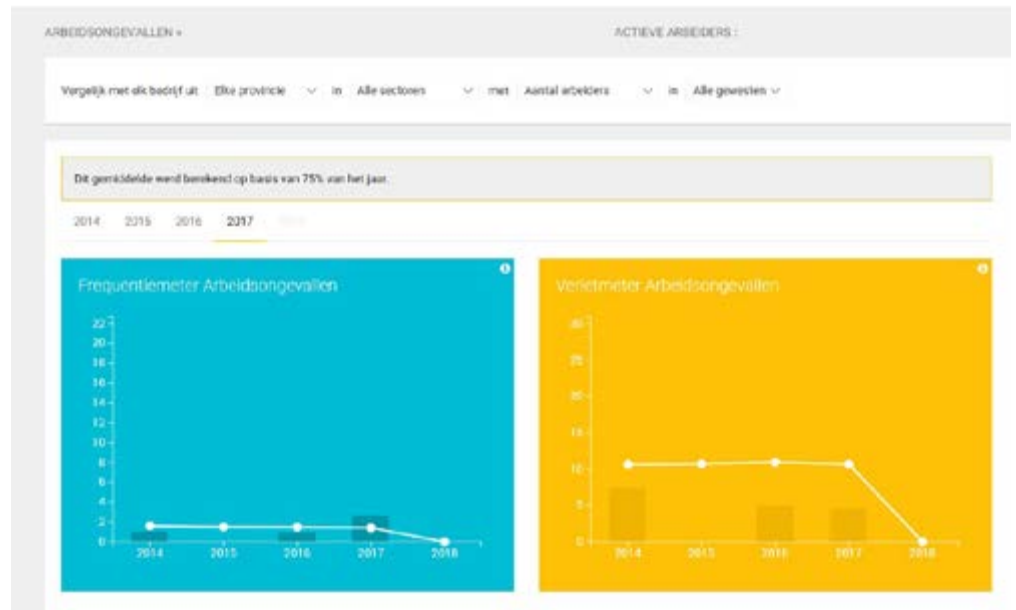 ARBEIDSONGEVALLEN
ACTIEVE ARBEIDERS :
Vergelijk met elk bedrijf uit Elke provincie in Alle sectoren met Aantal arbeiders in Alle gewesten
Dit gemiddelde werd berekend op basis van 75% van het jaar.
2014 2015 2016 2017
Frequentiemeter Arbeidsongevallen
22
20
18
16
14
12
10
8
6
4
2
0
2014 2015 2016 2017 2018
Verletmeter Arbeidsongevallen
30
25
20
15
10
5
0
2014 2015 2016 2017 2018